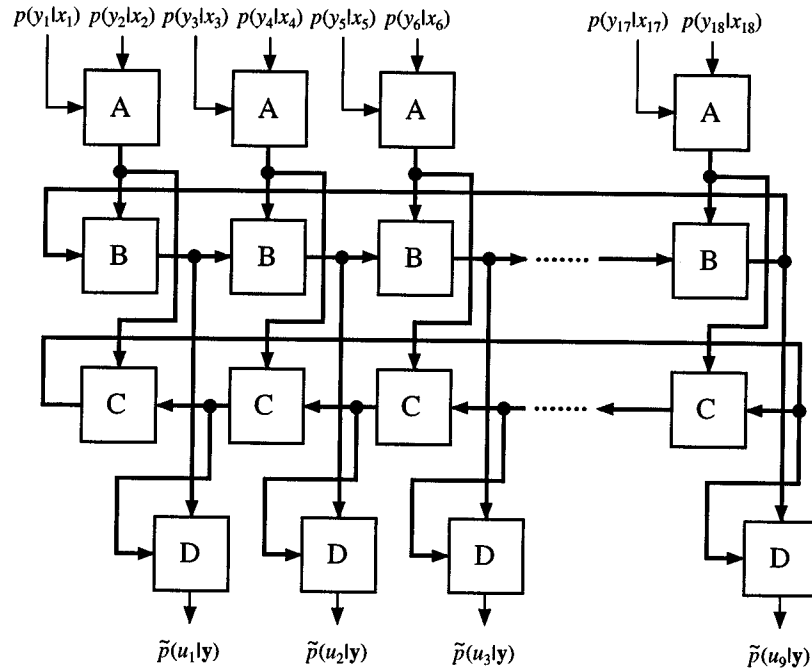 p(y₁|x₁) p(y₂|x₂) p(y₃|x₃) p(y₄|x₄) p(y₅|x₅) p(y₆|x₆) p(y₁₇|x₁₇) p(y₁₈|x₁₈)
A A A A
B B B ....... B
C C C ....... C
D D D D
p̃(u₁|y) p̃(u₂|y) p̃(u₃|y) p̃(u₉|y)